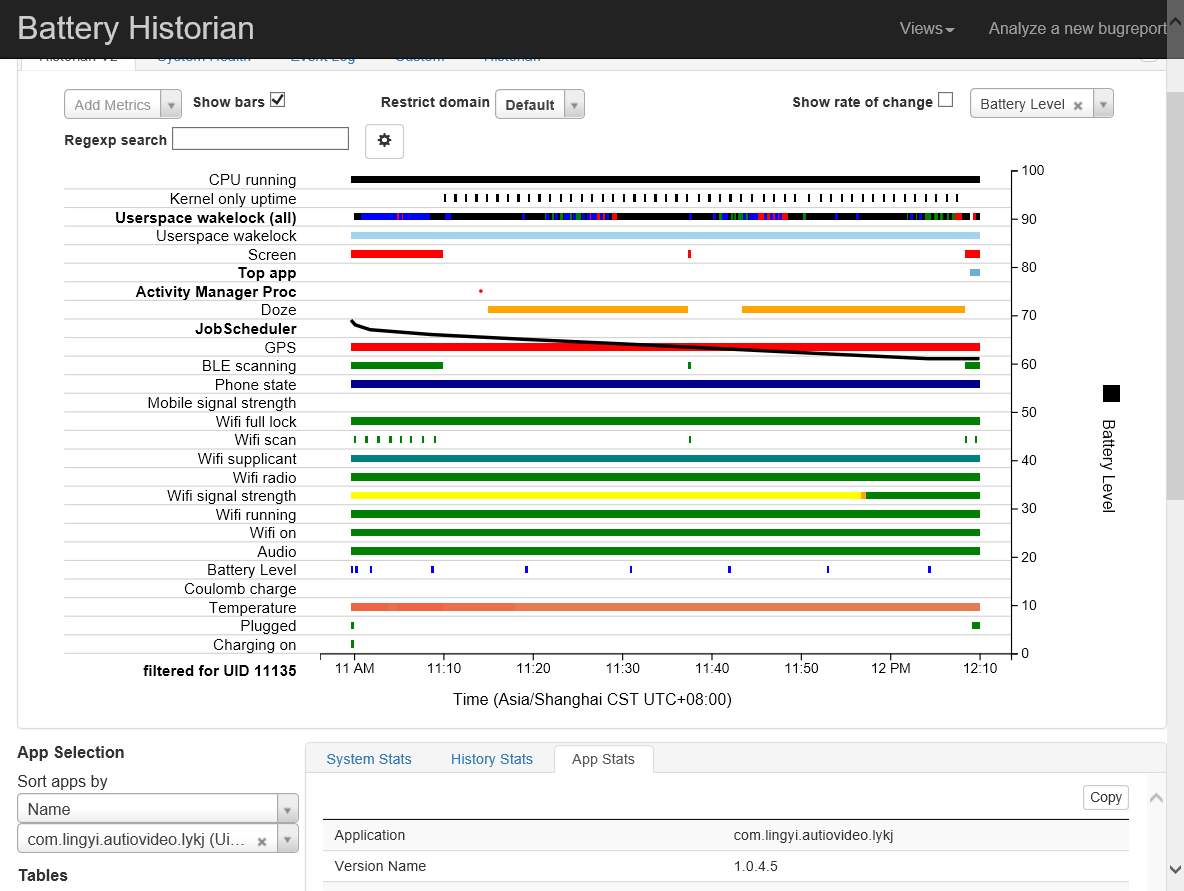 Battery Historian
Views
Analyze a new bugreport
Historian V2
System Health
Event Log
Custom
Historian
Add Metrics
Show bars
Restrict domain
Default
Show rate of change
Battery Level ×
Regexp search
CPU running
Kernel only uptime
Userspace wakelock (all)
Userspace wakelock
Screen
Top app
Activity Manager Proc
Doze
JobScheduler
GPS
BLE scanning
Phone state
Mobile signal strength
Wifi full lock
Wifi scan
Wifi supplicant
Wifi radio
Wifi signal strength
Wifi running
Wifi on
Audio
Battery Level
Coulomb charge
Temperature
Plugged
Charging on
filtered for UID 11135
100
90
80
70
60
50
40
30
20
10
0
Battery Level
11 AM
11:10
11:20
11:30
11:40
11:50
12 PM
12:10
Time (Asia/Shanghai CST UTC+08:00)
App Selection
Sort apps by
Name
com.lingyi.autiovideo.lykj (Ui... ×
Tables
System Stats
History Stats
App Stats
Copy
Application
com.lingyi.autiovideo.lykj
Version Name
1.0.4.5